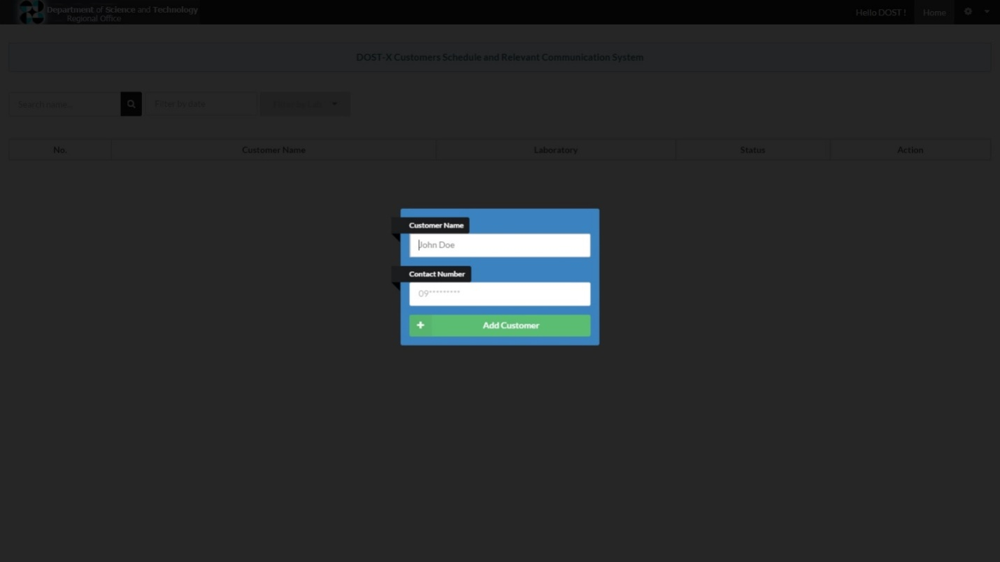 Department of Science and Technology
Regional Office
Hello DOST !
Home
DOST-X Customers Schedule and Relevant Communication System
Search name...
Filter by date
Filter by Lab
No.
Customer Name
Laboratory
Status
Action
Customer Name
John Doe
Contact Number
09*********
Add Customer